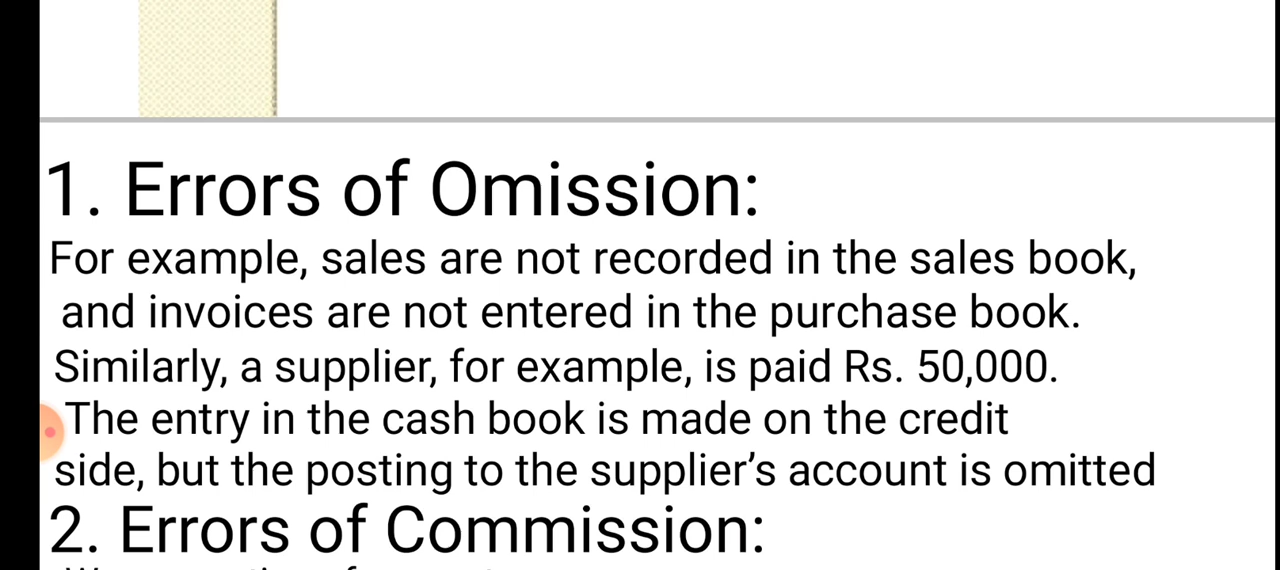 1. Errors of Omission:
For example, sales are not recorded in the sales book,
and invoices are not entered in the purchase book.
Similarly, a supplier, for example, is paid Rs. 50,000.
The entry in the cash book is made on the credit
side, but the posting to the supplier’s account is omitted
2. Errors of Commission: